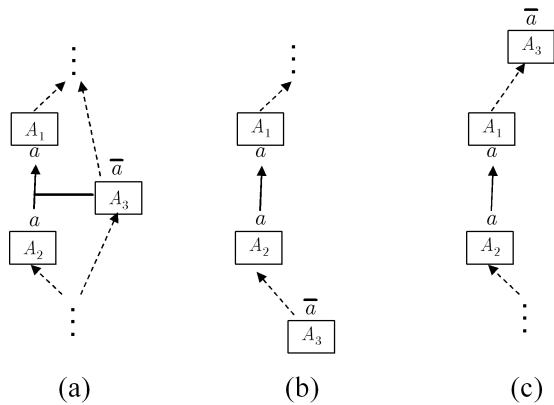 a̅
A₃
⋮ ⋮
A₁ A₁ A₁
a a a
a̅
A₃
a a a
A₂ A₂ A₂
a̅
⋮ A₃ ⋮
(a) (b) (c)